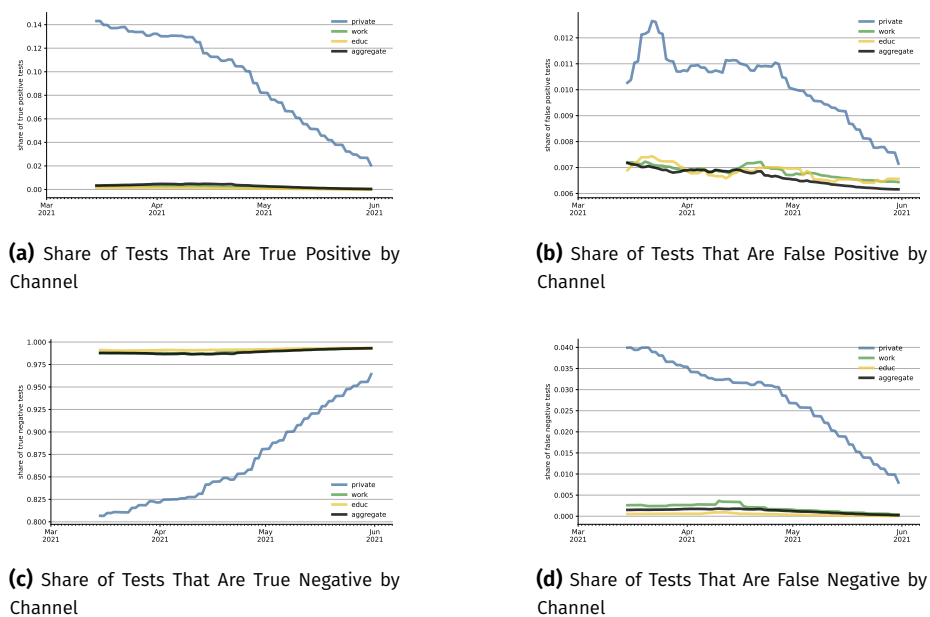 share of true positive tests
0.14
0.12
0.10
0.08
0.06
0.04
0.02
0.00
Mar
2021
Apr
2021
May
2021
Jun
2021
private
work
educ
aggregate
(a) Share of Tests That Are True Positive by
Channel
share of false positive tests
0.012
0.011
0.010
0.009
0.008
0.007
0.006
Mar
2021
Apr
2021
May
2021
Jun
2021
private
work
educ
aggregate
(b) Share of Tests That Are False Positive by
Channel
share of true negative tests
1.000
0.975
0.950
0.925
0.900
0.875
0.850
0.825
0.800
Mar
2021
Apr
2021
May
2021
Jun
2021
private
work
educ
aggregate
(c) Share of Tests That Are True Negative by
Channel
share of false negative tests
0.040
0.035
0.030
0.025
0.020
0.015
0.010
0.005
0.000
Mar
2021
Apr
2021
May
2021
Jun
2021
private
work
educ
aggregate
(d) Share of Tests That Are False Negative by
Channel